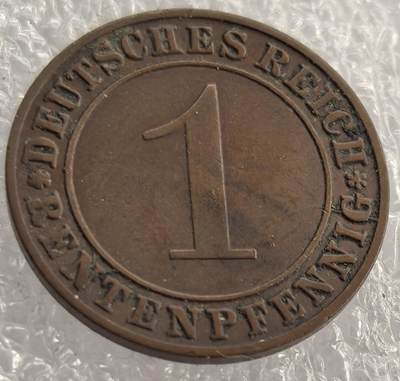 DEUTSCHES REICH
1
RENTENPFENNIG